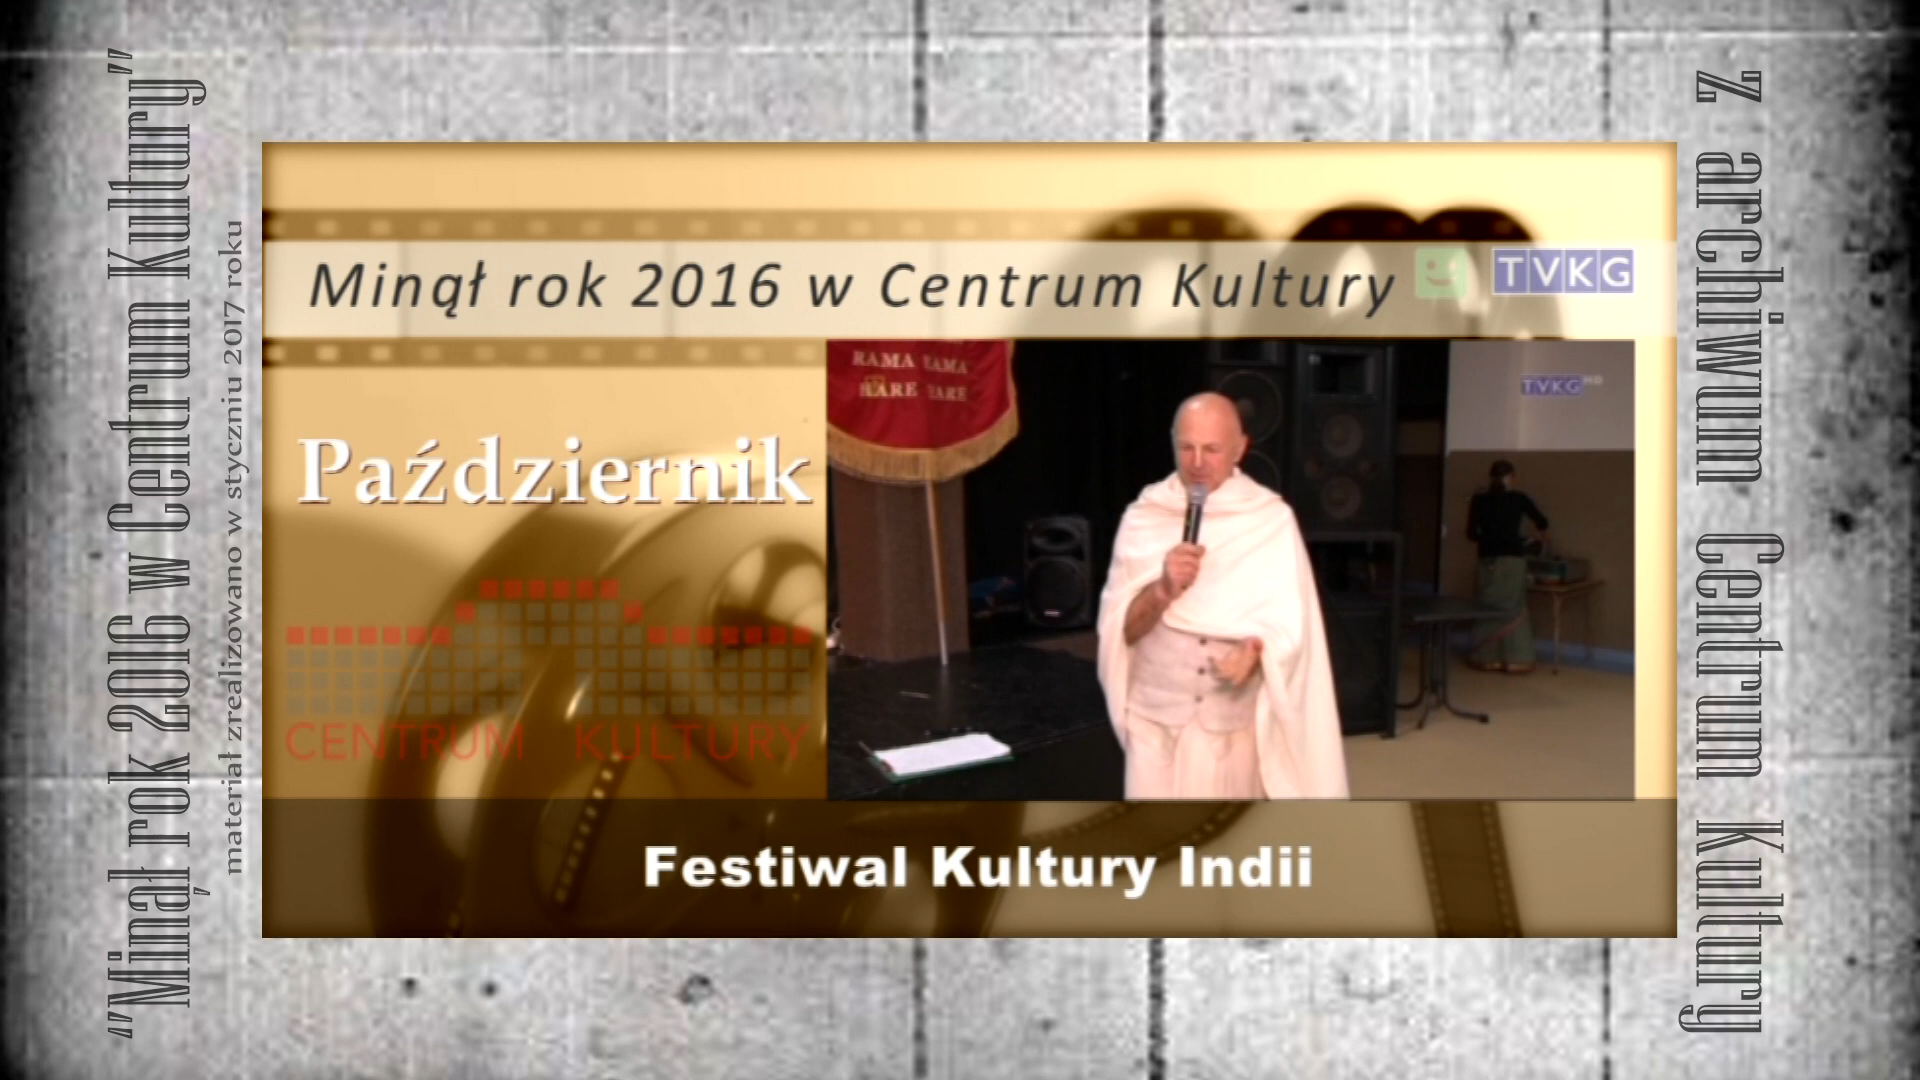 "Minął rok 2016 w Centrum Kultury"
materiał zrealizowano w styczniu 2017 roku
Minął rok 2016 w Centrum Kultury
TVKG
RAMA RAMA
HARE HARE
TVKG HD
Październik
CENTRUM KULTURY
Festiwal Kultury Indii
Z archiwum Centrum Kultury